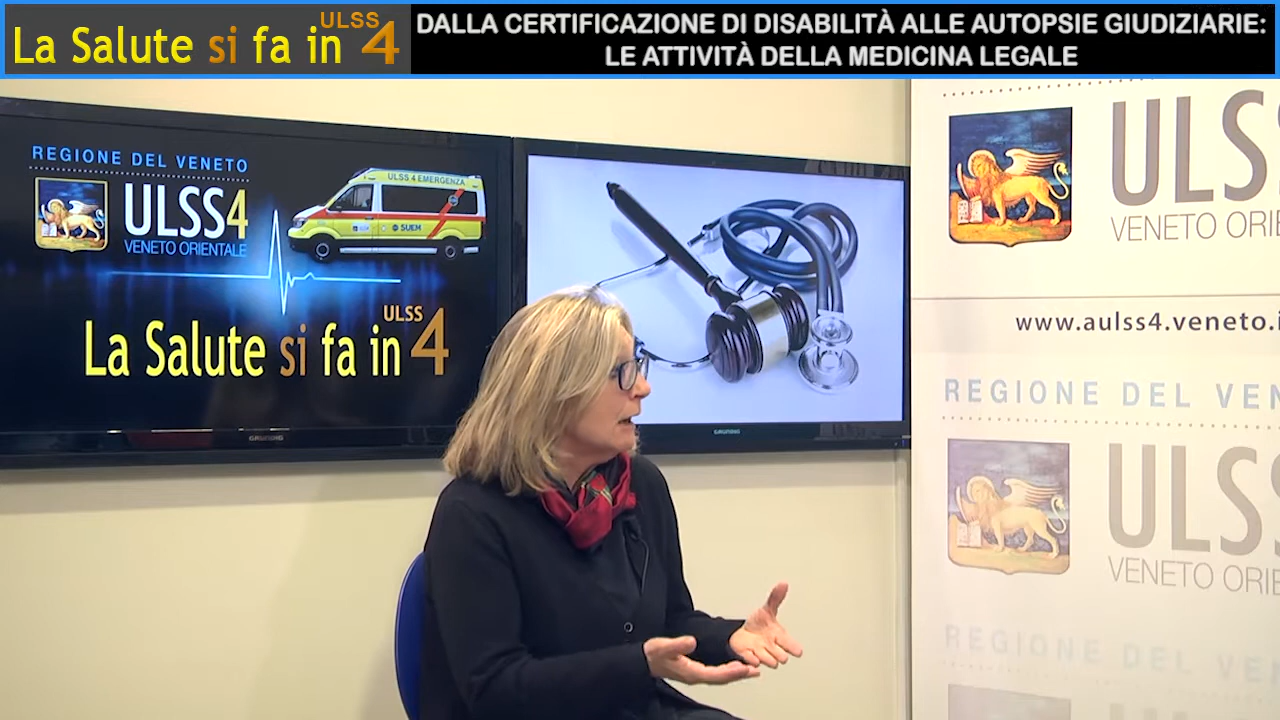 La Salute si fa in ULSS 4
DALLA CERTIFICAZIONE DI DISABILITÀ ALLE AUTOPSIE GIUDIZIARIE:
LE ATTIVITÀ DELLA MEDICINA LEGALE
REGIONE DEL VENETO
ULSS4
VENETO ORIENTALE
ULSS 4 EMERGENZA
SUEM
La Salute si fa in ULSS 4
GRUNDIG
GRUNDIG
ULSS
VENETO ORIE
www.aulss4.veneto.i
REGIONE DEL VEN
ULSS
VENETO ORIE
REGIONE DEL VEN